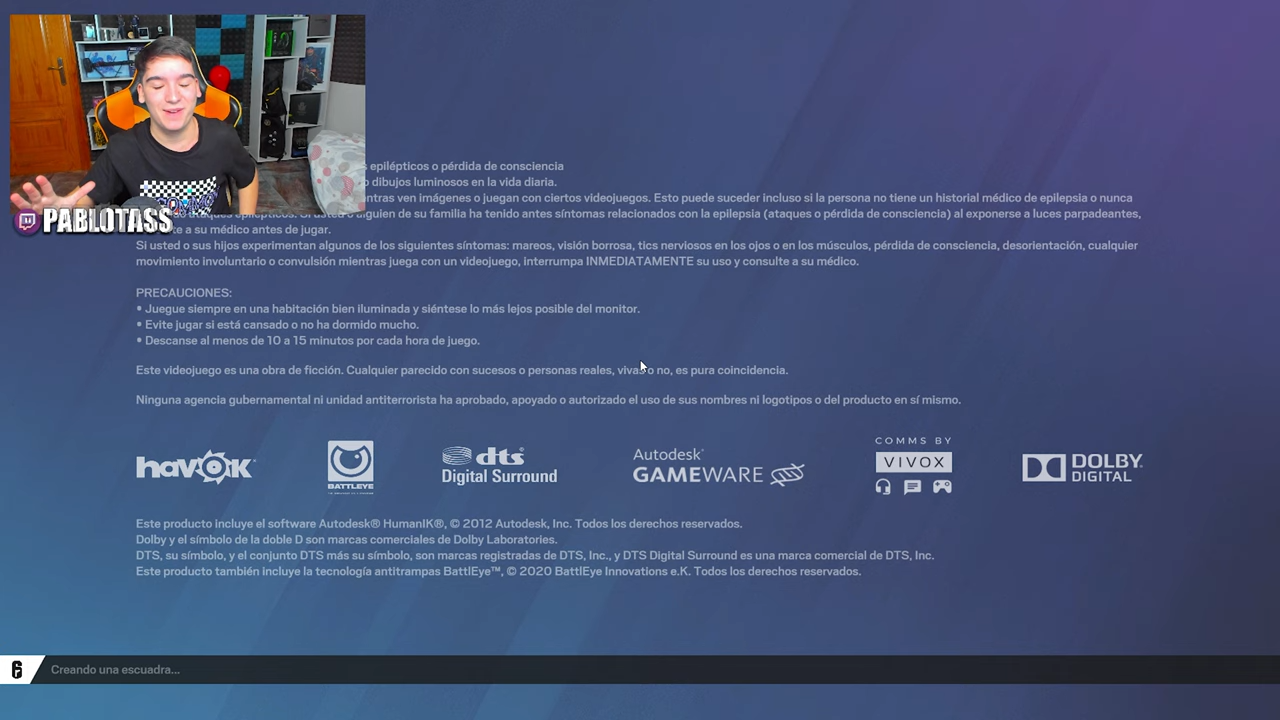 s epilépticos o pérdida de consciencia
o dibujos luminosos en la vida diaria.
ntras ven imágenes o juegan con ciertos videojuegos. Esto puede suceder incluso si la persona no tiene un historial médico de epilepsia o nunca
PABLOTASS
alguien de su familia ha tenido antes síntomas relacionados con la epilepsia (ataques o pérdida de consciencia) al exponerse a luces parpadeantes,
te a su médico antes de jugar.
Si usted o sus hijos experimentan algunos de los siguientes síntomas: mareos, visión borrosa, tics nerviosos en los ojos o en los músculos, pérdida de consciencia, desorientación, cualquier
movimiento involuntario o convulsión mientras juega con un videojuego, interrumpa INMEDIATAMENTE su uso y consulte a su médico.
PRECAUCIONES:
• Juegue siempre en una habitación bien iluminada y siéntese lo más lejos posible del monitor.
• Evite jugar si está cansado o no ha dormido mucho.
• Descanse al menos de 10 a 15 minutos por cada hora de juego.
Este videojuego es una obra de ficción. Cualquier parecido con sucesos o personas reales, vivas o no, es pura coincidencia.
Ninguna agencia gubernamental ni unidad antiterrorista ha aprobado, apoyado o autorizado el uso de sus nombres ni logotipos o del producto en sí mismo.
havok
BATTLEYE
dts
Digital Surround
Autodesk®
GAMEWARE
COMMS BY
VIVOX
DOLBY
DIGITAL
Este producto incluye el software Autodesk® HumanIK®, © 2012 Autodesk, Inc. Todos los derechos reservados.
Dolby y el símbolo de la doble D son marcas comerciales de Dolby Laboratories.
DTS, su símbolo, y el conjunto DTS más su símbolo, son marcas registradas de DTS, Inc., y DTS Digital Surround es una marca comercial de DTS, Inc.
Este producto también incluye la tecnología antitrampas BattlEye™, © 2020 BattlEye Innovations e.K. Todos los derechos reservados.
6 Creando una escuadra...